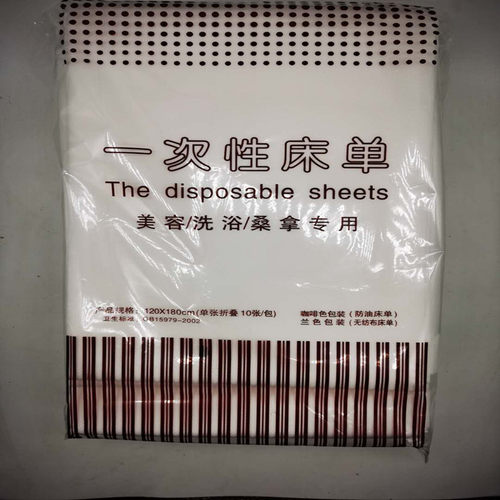 一次性床单
The disposable sheets
美容/洗浴/桑拿专用
产品规格:120X180cm(单张折叠10张/包)
卫生标准:GB15979-2002
咖啡色包装(防油床单)
兰色包装(无纺布床单)